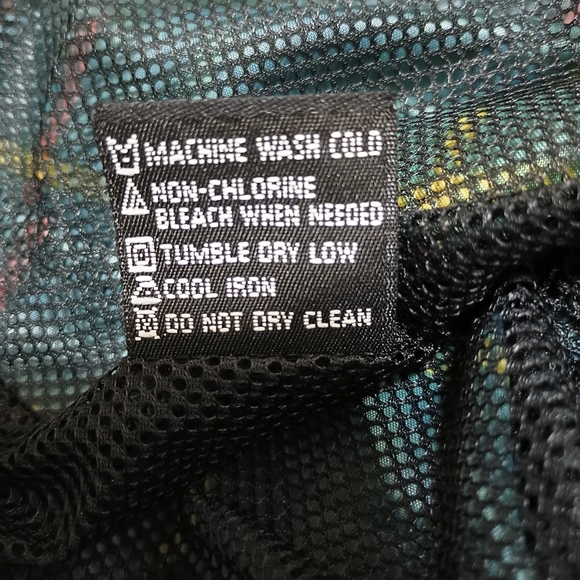 MACHINE WASH COLD
NON-CHLORINE
BLEACH WHEN NEEDED
TUMBLE DRY LOW
COOL IRON
DO NOT DRY CLEAN